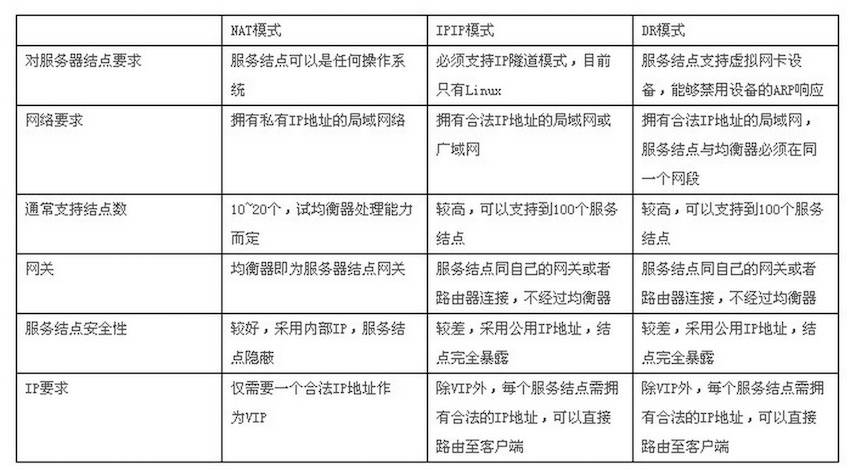 NAT模式
IPIP模式
DR模式
对服务器结点要求
服务结点可以是任何操作系
统
必须支持IP隧道模式，目前
只有Linux
服务结点支持虚拟网卡设
备，能够禁用设备的ARP响应
网络要求
拥有私有IP地址的局域网络
拥有合法IP地址的局域网或
广域网
拥有合法IP地址的局域网，
服务结点与均衡器必须在同
一个网段
通常支持结点数
10~20个，试均衡器处理能力
而定
较高，可以支持到100个服务
结点
较高，可以支持到100个服务
结点
网关
均衡器即为服务器结点网关
服务结点同自己的网关或者
路由器连接，不经过均衡器
服务结点同自己的网关或者
路由器连接，不经过均衡器
服务结点安全性
较好，采用内部IP，服务结
点隐蔽
较差，采用公用IP地址，结
点完全暴露
较差，采用公用IP地址，结
点完全暴露
IP要求
仅需要一个合法IP地址作
为VIP
除VIP外，每个服务结点需拥
有合法的IP地址，可以直接
路由至客户端
除VIP外，每个服务结点需拥
有合法的IP地址，可以直接
路由至客户端